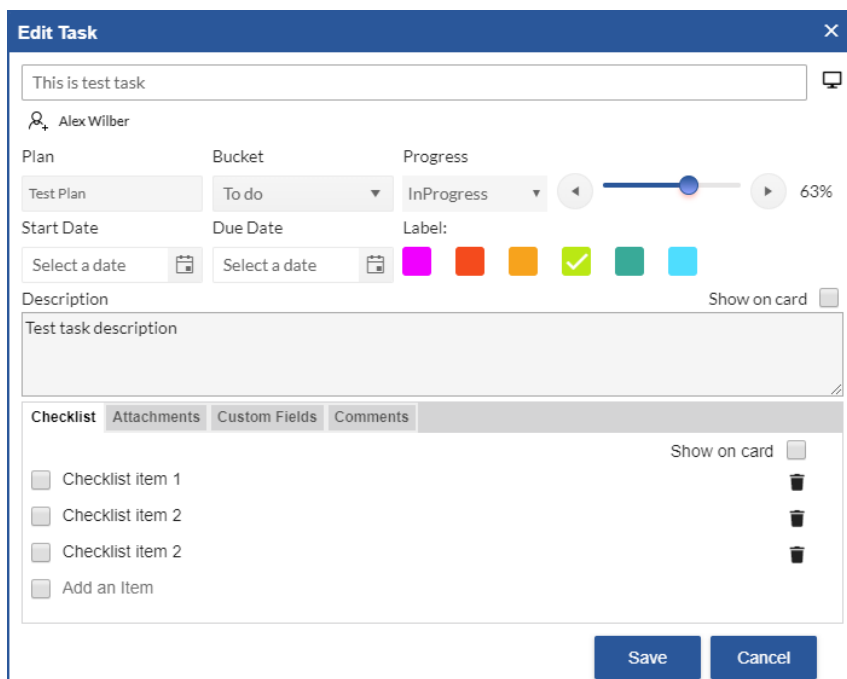 Edit Task
This is test task
Alex Wilber
Plan Bucket Progress
Test Plan To do InProgress 63%
Start Date Due Date Label:
Select a date Select a date
Description Show on card
Test task description
Checklist Attachments Custom Fields Comments
Show on card
Checklist item 1
Checklist item 2
Checklist item 2
Add an Item
Save Cancel